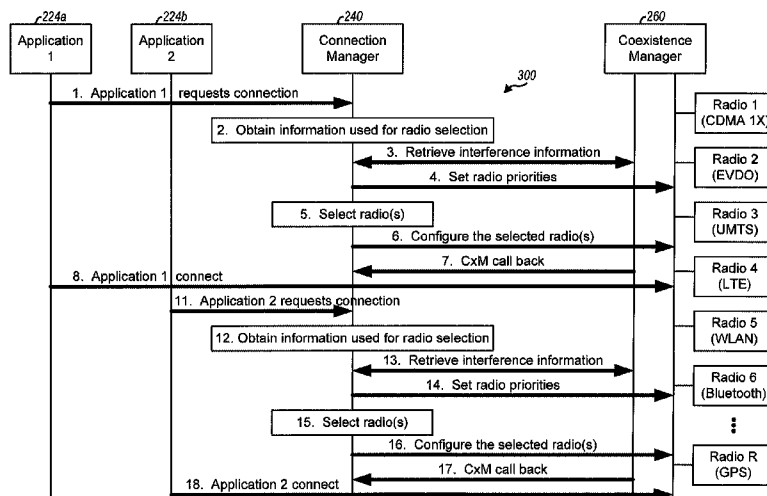 224a
224b
240
260
Application
1
Application
2
Connection
Manager
Coexistence
Manager
300
1. Application 1 requests connection
2. Obtain information used for radio selection
3. Retrieve interference information
4. Set radio priorities
5. Select radio(s)
6. Configure the selected radio(s)
7. CxM call back
8. Application 1 connect
11. Application 2 requests connection
12. Obtain information used for radio selection
13. Retrieve interference information
14. Set radio priorities
15. Select radio(s)
16. Configure the selected radio(s)
17. CxM call back
18. Application 2 connect
Radio 1
(CDMA 1X)
Radio 2
(EVDO)
Radio 3
(UMTS)
Radio 4
(LTE)
Radio 5
(WLAN)
Radio 6
(Bluetooth)
Radio R
(GPS)